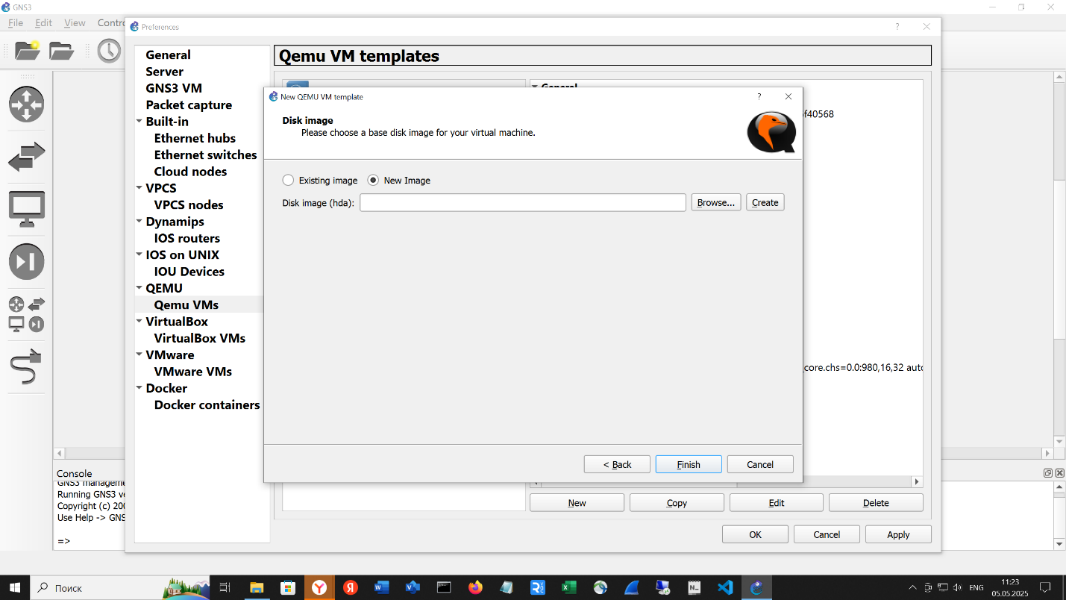 GNS3
File Edit View Contro
Preferences
General
Server
GNS3 VM
Packet capture
Built-in
Ethernet hubs
Ethernet switches
Cloud nodes
VPCS
VPCS nodes
Dynamips
IOS routers
IOS on UNIX
IOU Devices
QEMU
Qemu VMs
VirtualBox
VirtualBox VMs
VMware
VMware VMs
Docker
Docker containers
Qemu VM templates
General
f40568
core.chs=0.0:980,16,32 auto
New QEMU VM template
Disk image
Please choose a base disk image for your virtual machine.
Existing image New Image
Disk image (hda): Browse... Create
< Back Finish Cancel
New Copy Edit Delete
OK Cancel Apply
Console
GNS3 manageme
Running GNS3 ve
Copyright (c) 200
Use Help -> GNS
=>
Поиск
ENG
11:23
05.05.2025